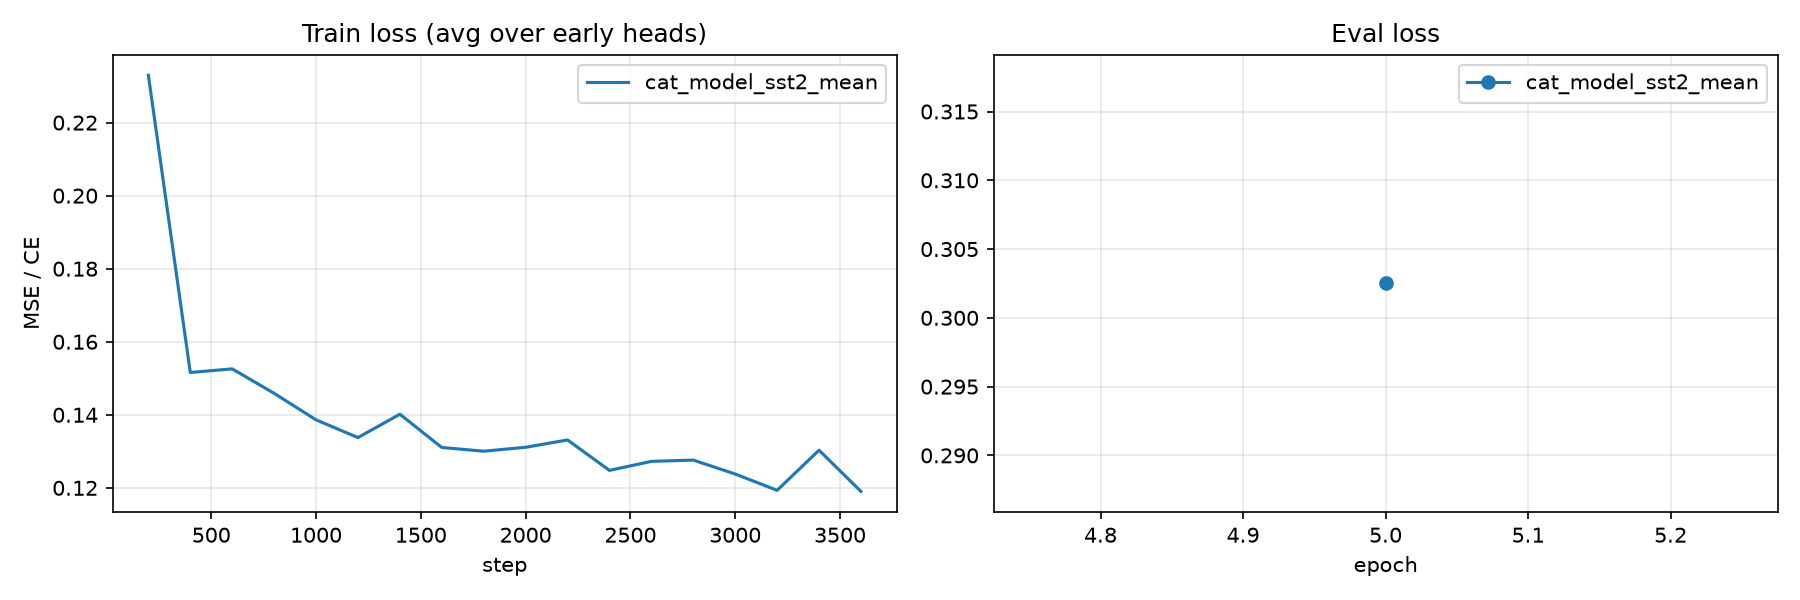 Train loss (avg over early heads)
cat_model_sst2_mean
MSE / CE
0.22
0.20
0.18
0.16
0.14
0.12
500 1000 1500 2000 2500 3000 3500
step
Eval loss
cat_model_sst2_mean
0.315
0.310
0.305
0.300
0.295
0.290
4.8 4.9 5.0 5.1 5.2
epoch